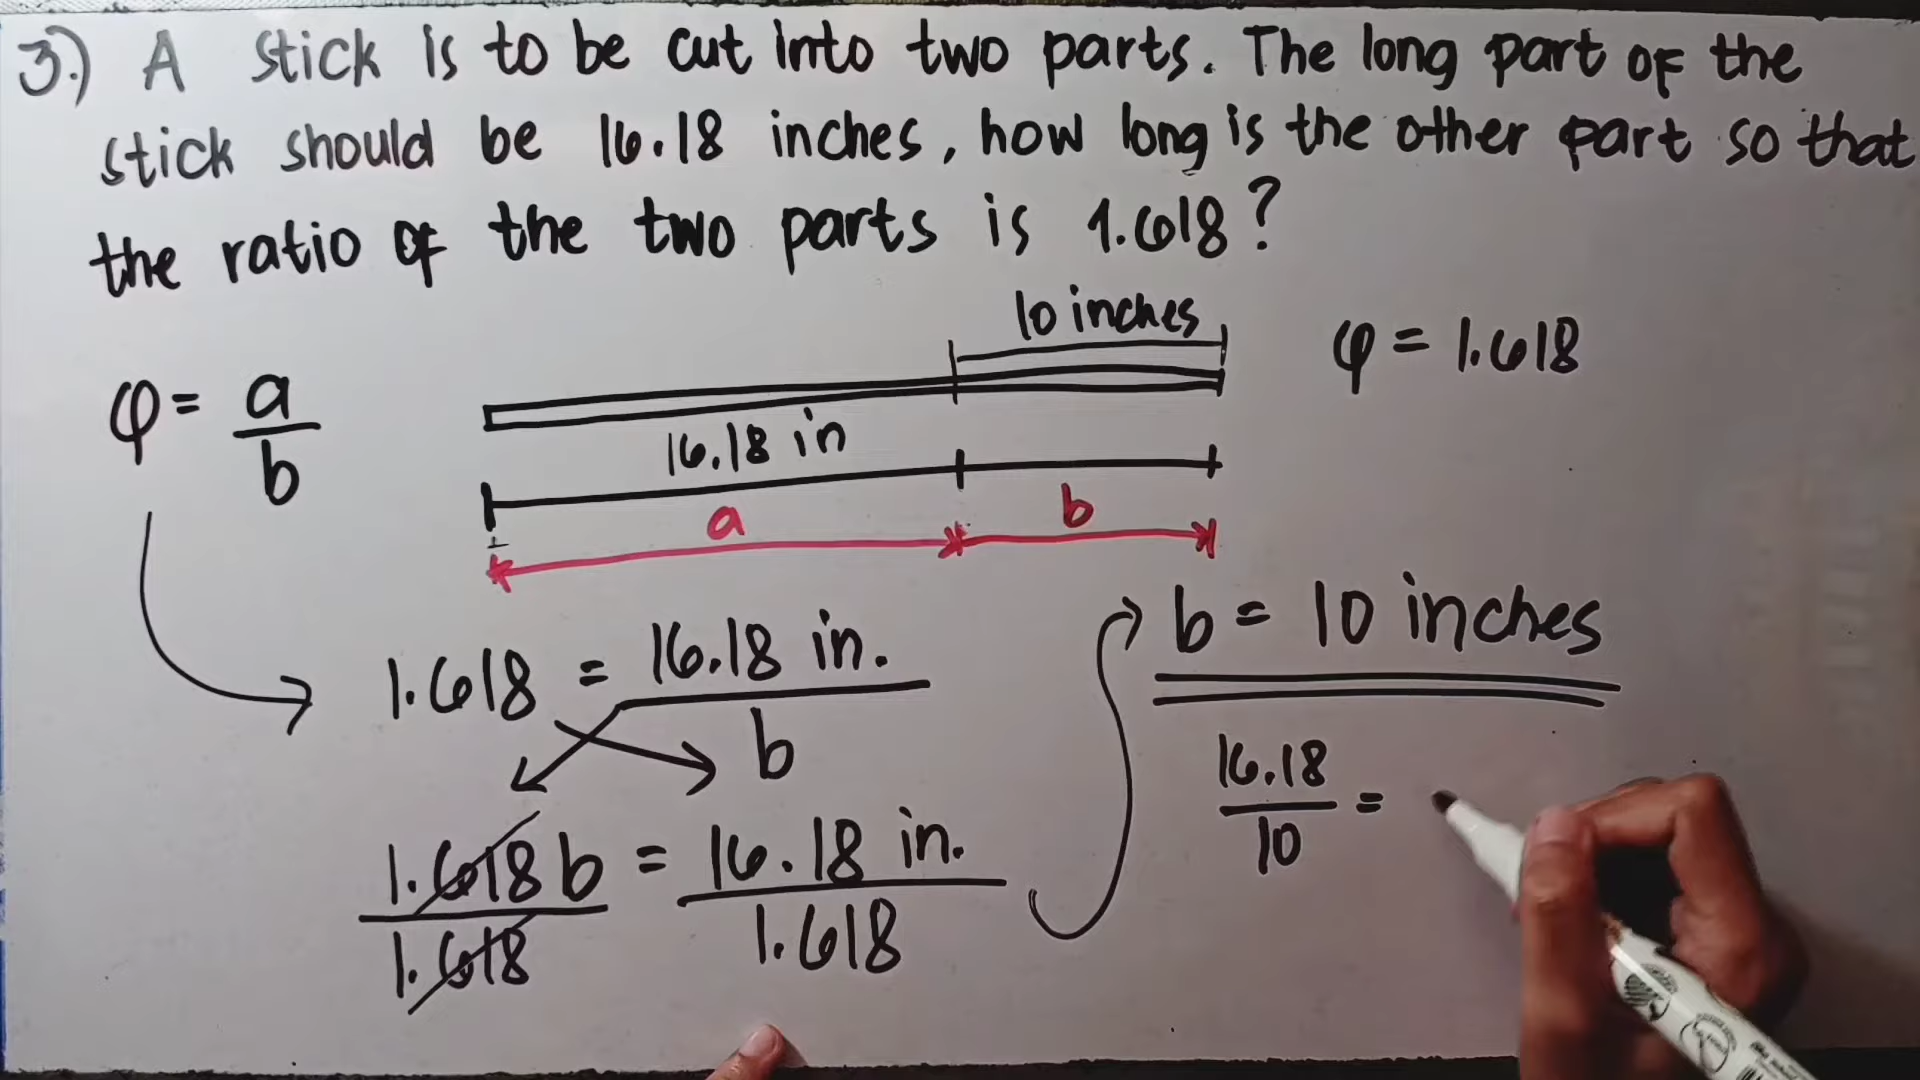 3.) A stick is to be cut into two parts. The long part of the
stick should be 16.18 inches, how long is the other part so that
the ratio of the two parts is 1.618?
10 inches
φ = 1.618
φ = a/b
16.18 in
a
b
1.618 = 16.18 in./b
b = 10 inches
16.18/10 =
1.618b/1.618 = 16.18 in./1.618